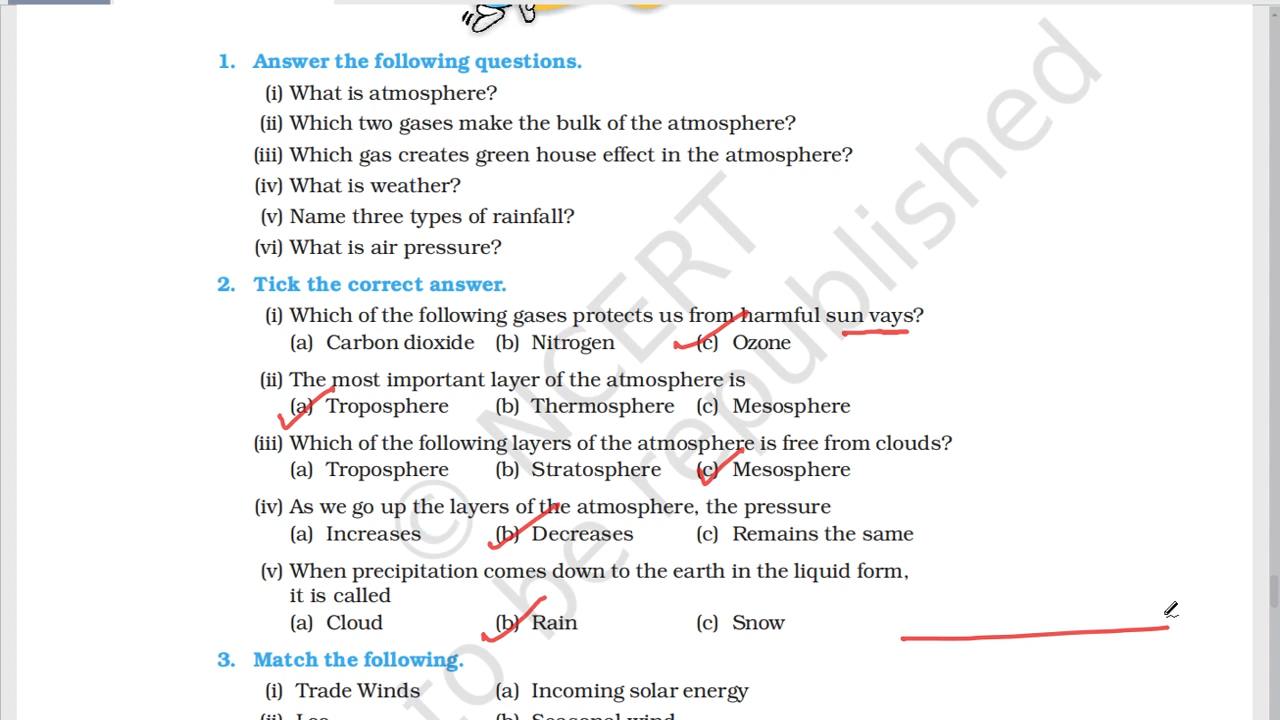 1. Answer the following questions.
(i) What is atmosphere?
(ii) Which two gases make the bulk of the atmosphere?
(iii) Which gas creates green house effect in the atmosphere?
(iv) What is weather?
(v) Name three types of rainfall?
(vi) What is air pressure?
2. Tick the correct answer.
(i) Which of the following gases protects us from harmful sun vays?
(a) Carbon dioxide (b) Nitrogen (c) Ozone
(ii) The most important layer of the atmosphere is
(a) Troposphere (b) Thermosphere (c) Mesosphere
(iii) Which of the following layers of the atmosphere is free from clouds?
(a) Troposphere (b) Stratosphere (c) Mesosphere
(iv) As we go up the layers of the atmosphere, the pressure
(a) Increases (b) Decreases (c) Remains the same
(v) When precipitation comes down to the earth in the liquid form,
it is called
(a) Cloud (b) Rain (c) Snow
3. Match the following.
(i) Trade Winds (a) Incoming solar energy
(b) Seasonal wind
© NCERT
to be republished